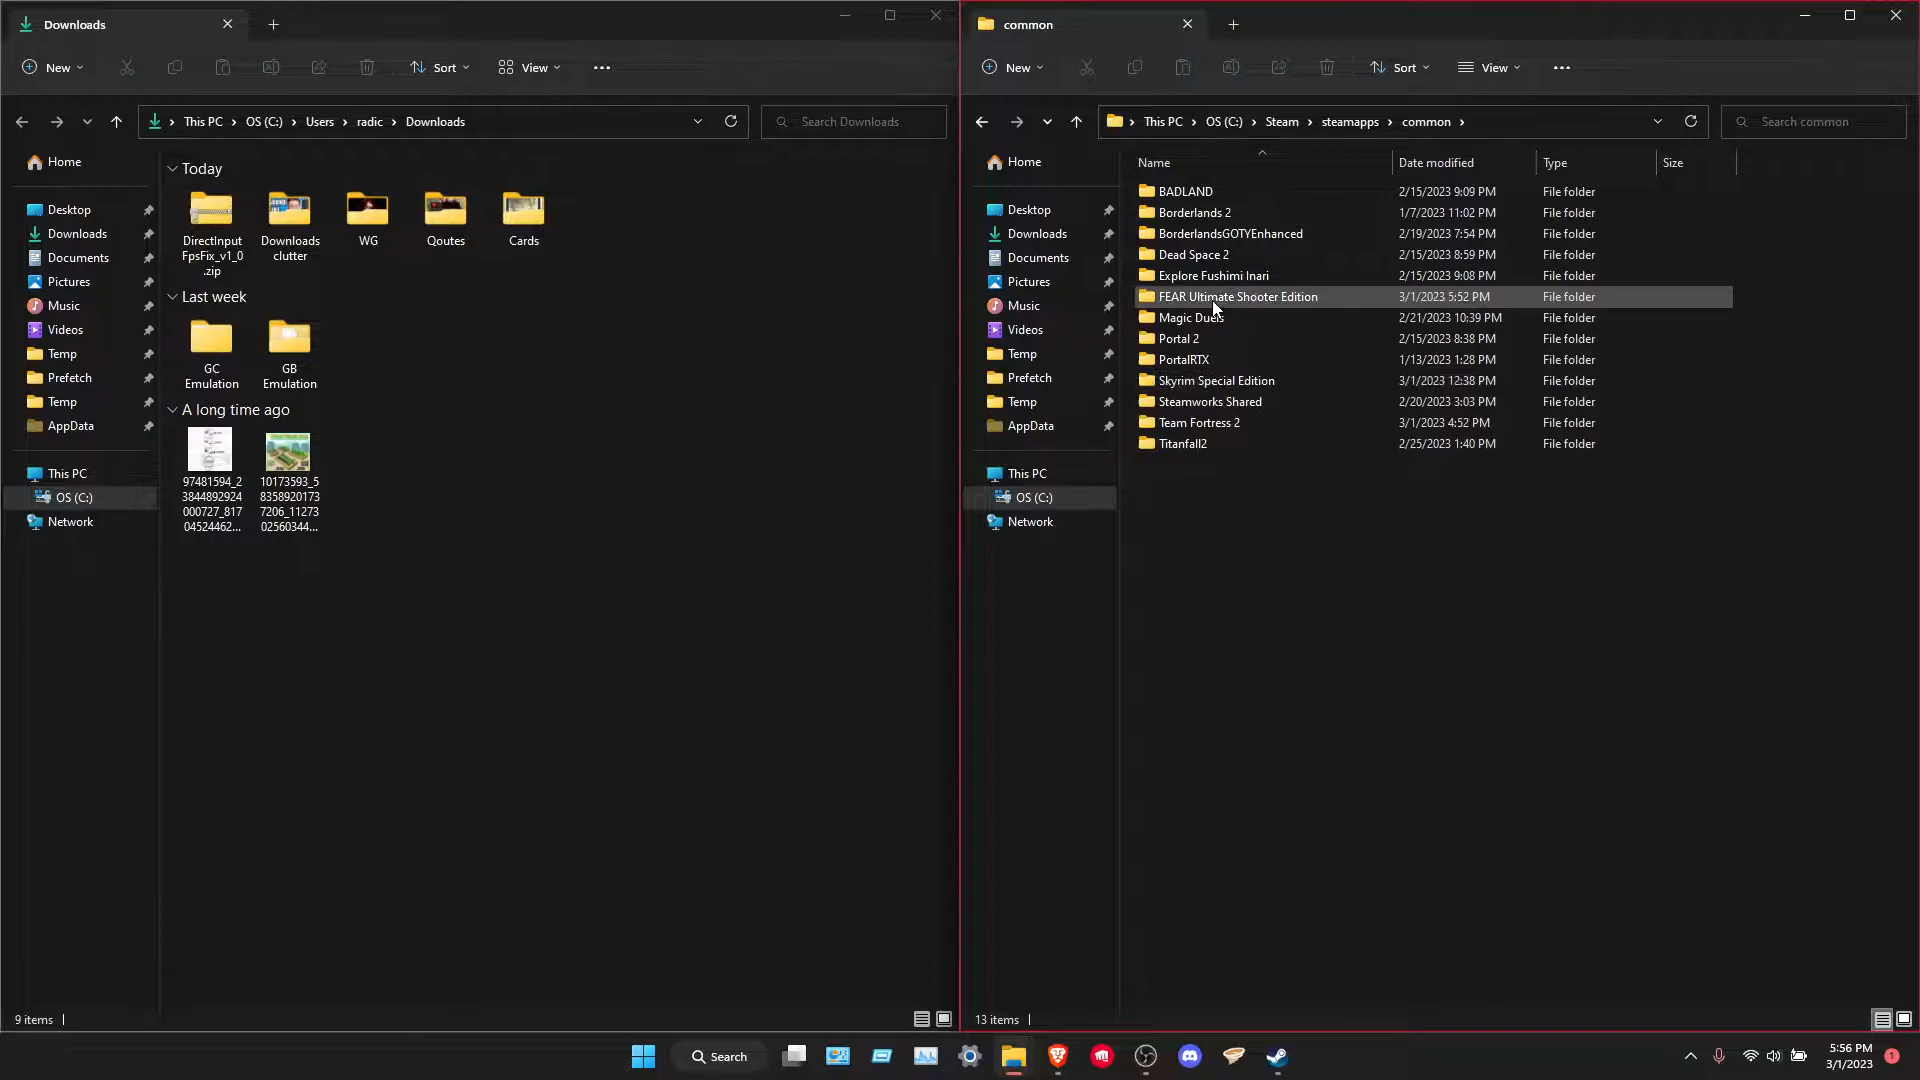 Downloads
New
Sort
View
This PC
OS (C:)
Users
radic
Downloads
Search Downloads
Home
Desktop
Downloads
Documents
Pictures
Music
Videos
Temp
Prefetch
Temp
AppData
This PC
OS (C:)
Network
Today
DirectInput
FpsFix_v1_0
.zip
Downloads
clutter
WG
Qoutes
Cards
Last week
GC
Emulation
GB
Emulation
A long time ago
97481594_2
3844892924
000727_817
04524462...
10173593_5
8358920173
7206_11273
02560344...
9 items
common
New
Sort
View
This PC
OS (C:)
Steam
steamapps
common
Search common
Home
Desktop
Downloads
Documents
Pictures
Music
Videos
Temp
Prefetch
Temp
AppData
This PC
OS (C:)
Network
Name Date modified Type Size
BADLAND 2/15/2023 9:09 PM File folder
Borderlands 2 1/7/2023 11:02 PM File folder
BorderlandsGOTYEnhanced 2/19/2023 7:54 PM File folder
Dead Space 2 2/15/2023 8:59 PM File folder
Explore Fushimi Inari 2/15/2023 9:08 PM File folder
FEAR Ultimate Shooter Edition 3/1/2023 5:52 PM File folder
Magic Duels 2/21/2023 10:39 PM File folder
Portal 2 2/15/2023 8:38 PM File folder
PortalRTX 1/13/2023 1:28 PM File folder
Skyrim Special Edition 3/1/2023 12:38 PM File folder
Steamworks Shared 2/20/2023 3:03 PM File folder
Team Fortress 2 3/1/2023 4:52 PM File folder
Titanfall2 2/25/2023 1:40 PM File folder
13 items
Search
5:56 PM
3/1/2023
1